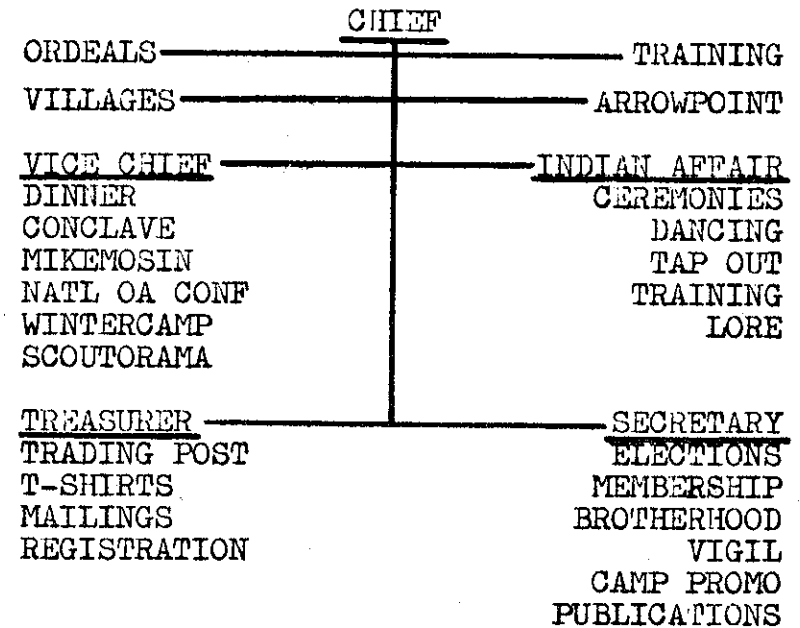 CHIEF
ORDEALS TRAINING
VILLAGES ARROWPOINT
VICE CHIEF INDIAN AFFAIR
DINNER CEREMONIES
CONCLAVE DANCING
MIKEMOSIN TAP OUT
NATL OA CONF TRAINING
WINTERCAMP LORE
SCOUTORAMA
TREASURER SECRETARY
TRADING POST ELECTIONS
T-SHIRTS MEMBERSHIP
MAILINGS BROTHERHOOD
REGISTRATION VIGIL
CAMP PROMO
PUBLICATIONS